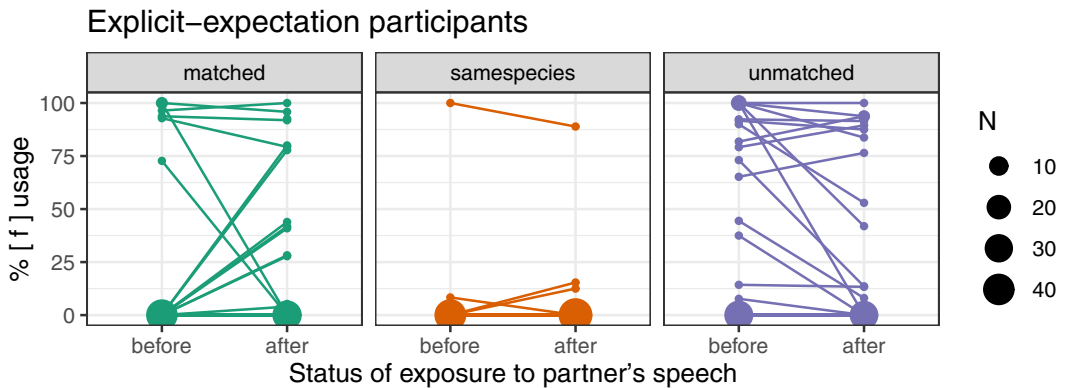 Explicit−expectation participants
matched
samespecies
unmatched
% [ f ] usage
100
75
50
25
0
before
after
before
after
before
after
Status of exposure to partner's speech
N
10
20
30
40